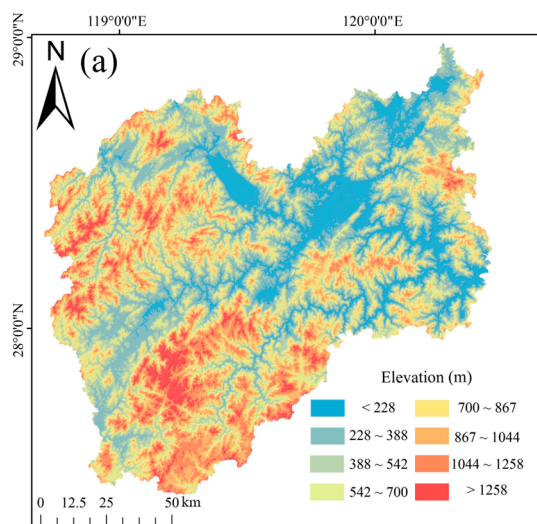 119°0'0"E 120°0'0"E
29°0'0"N
N
(a)
28°0'0"N
Elevation (m)
< 228 700 ~ 867
228 ~ 388 867 ~ 1044
388 ~ 542 1044 ~ 1258
542 ~ 700 > 1258
0 12.5 25 50 km